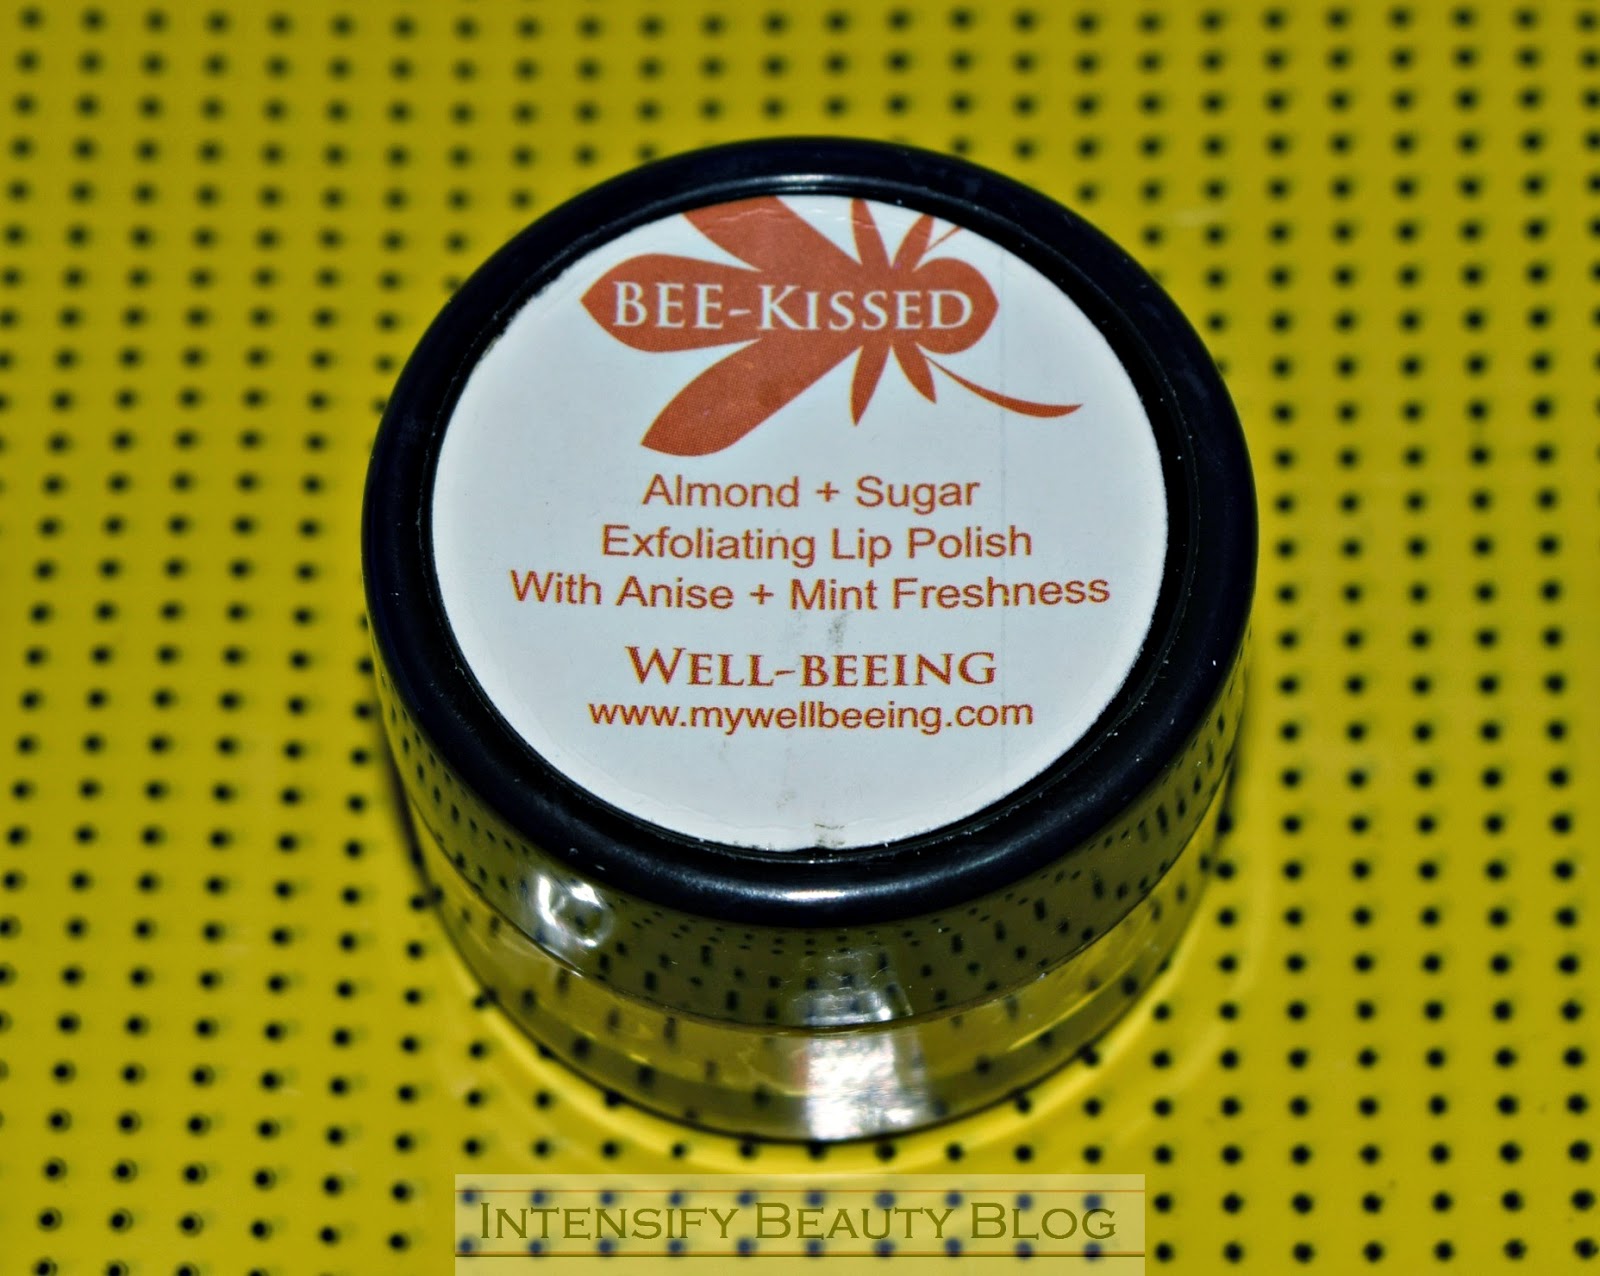 BEE-KISSED
Almond + Sugar
Exfoliating Lip Polish
With Anise + Mint Freshness
WELL-BEEING
www.mywellbeeing.com
INTENSIFY BEAUTY BLOG